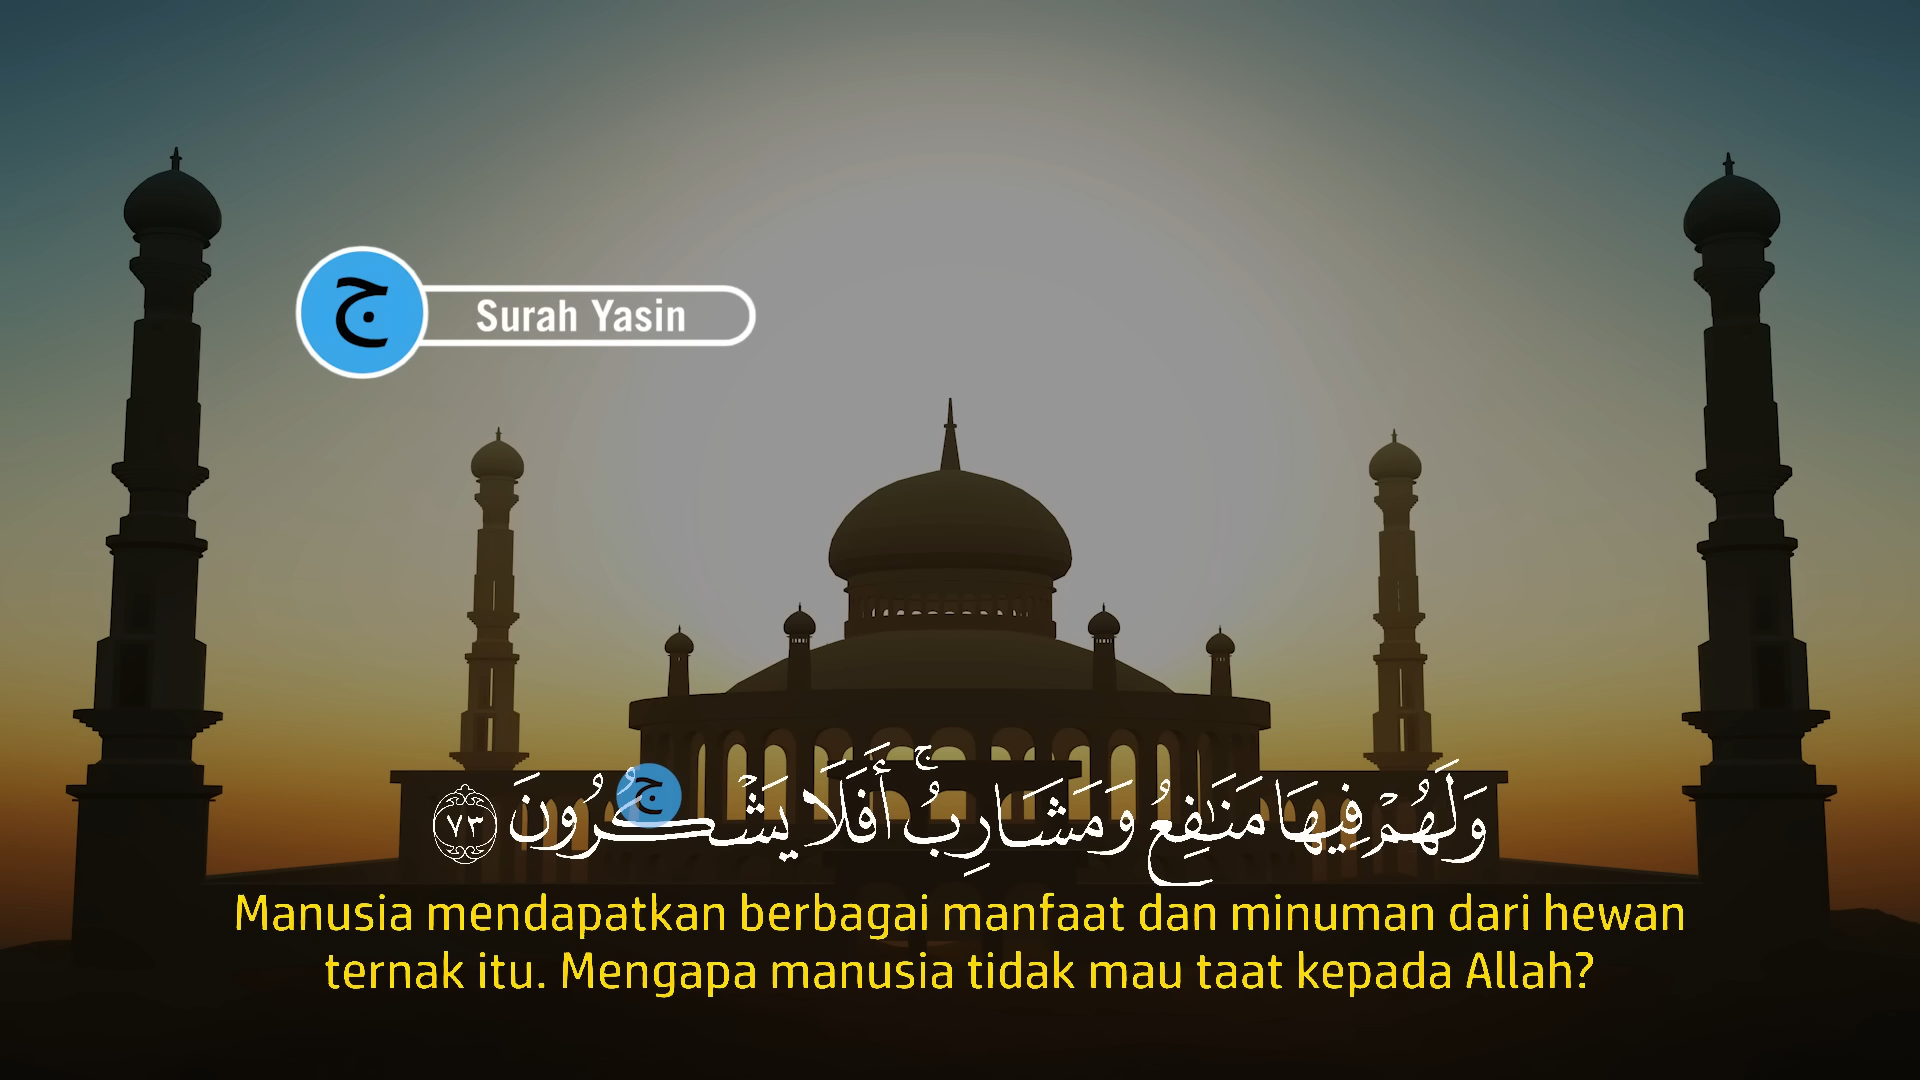 ج
Surah Yasin
وَلَهُمْ فِيهَا مَنَٰفِعُ وَمَشَارِبُ ۚ أَفَلَا يَشْكُرُونَ ٧٣
ج
Manusia mendapatkan berbagai manfaat dan minuman dari hewan
ternak itu. Mengapa manusia tidak mau taat kepada Allah?